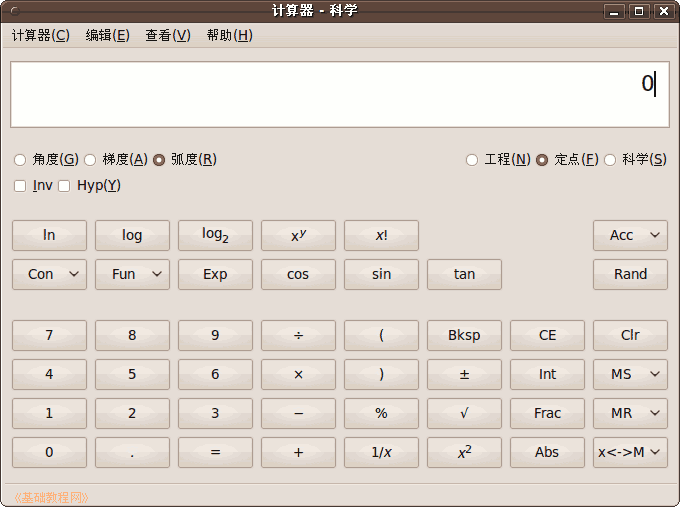 计算器 - 科学
计算器(C) 编辑(E) 查看(V) 帮助(H)
0
角度(G) 梯度(A) 弧度(R) 工程(N) 定点(F) 科学(S)
Inv Hyp(Y)
ln log log2 xy x! Acc
Con Fun Exp cos sin tan Rand
7 8 9 ÷ ( Bksp CE Clr
4 5 6 × ) ± Int MS
1 2 3 − % √ Frac MR
0 . = + 1/x x2 Abs x<->M
《基础教程网》